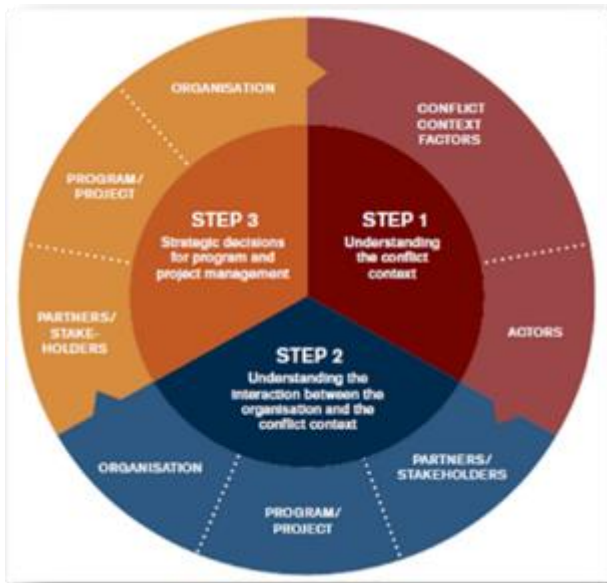 STEP 1
Understanding
the conflict
context
CONFLICT
CONTEXT
FACTORS
ACTORS
STEP 2
Understanding the
interaction between the
organisation and the
conflict context
PARTNERS/
STAKEHOLDERS
PROGRAM/
PROJECT
ORGANISATION
STEP 3
Strategic decisions
for program and
project management
PARTNERS/
STAKE-
HOLDERS
PROGRAM/
PROJECT
ORGANISATION